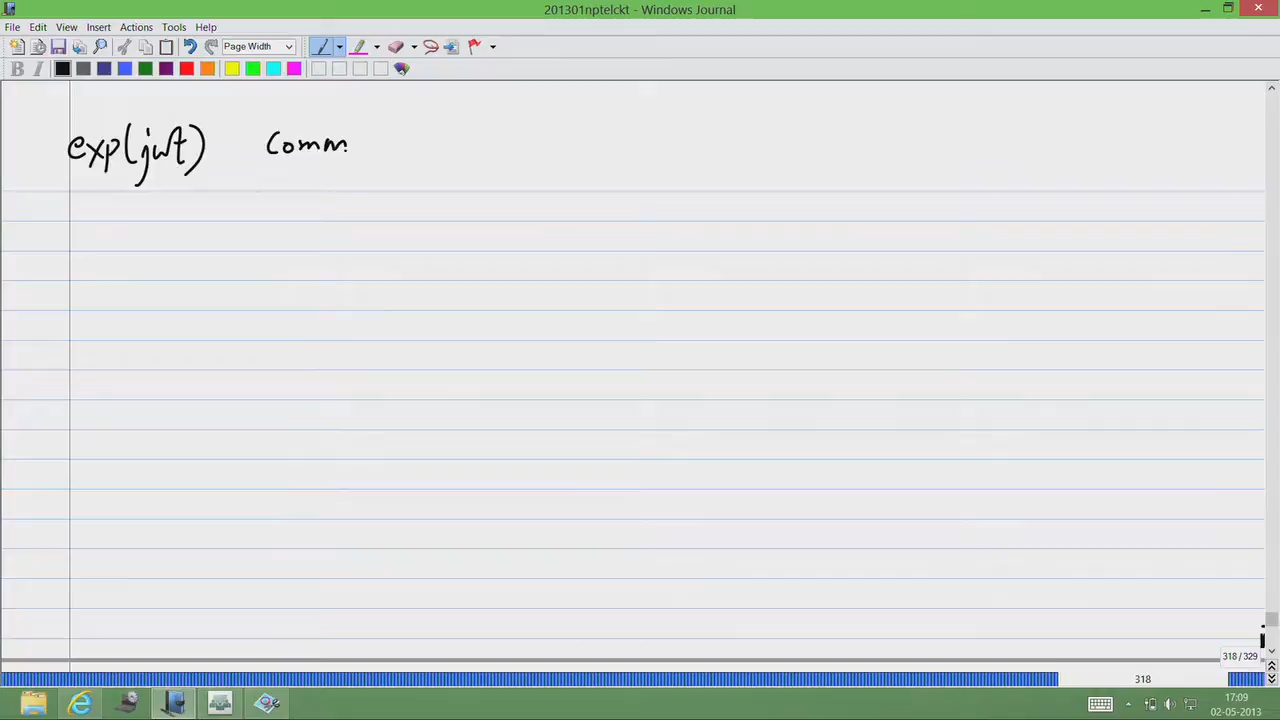 201301nptelckt - Windows Journal
File Edit View Insert Actions Tools Help
Page Width
B I
exp(jωt) comm
318 / 329
318
17:09
02-05-2013